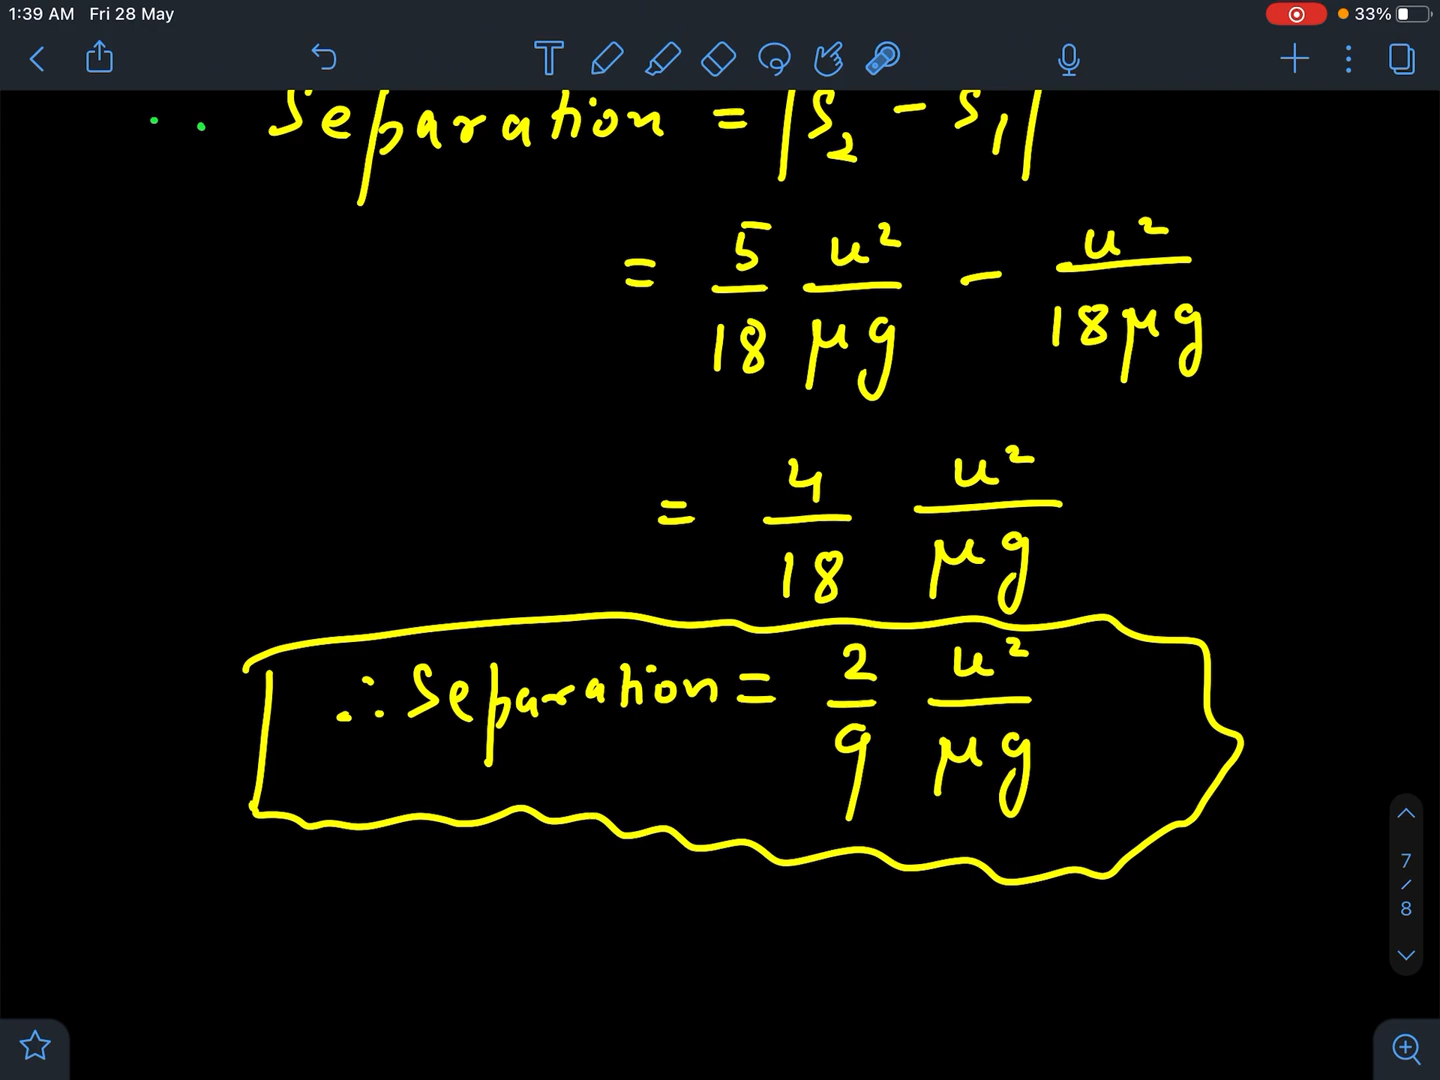 1:39 AM Fri 28 May 33%
∴ Separation = |S₂ - S₁|
= 5/18 u²/μg - u²/18μg
= 4/18 u²/μg
∴ Separation = 2/9 u²/μg
7
/
8